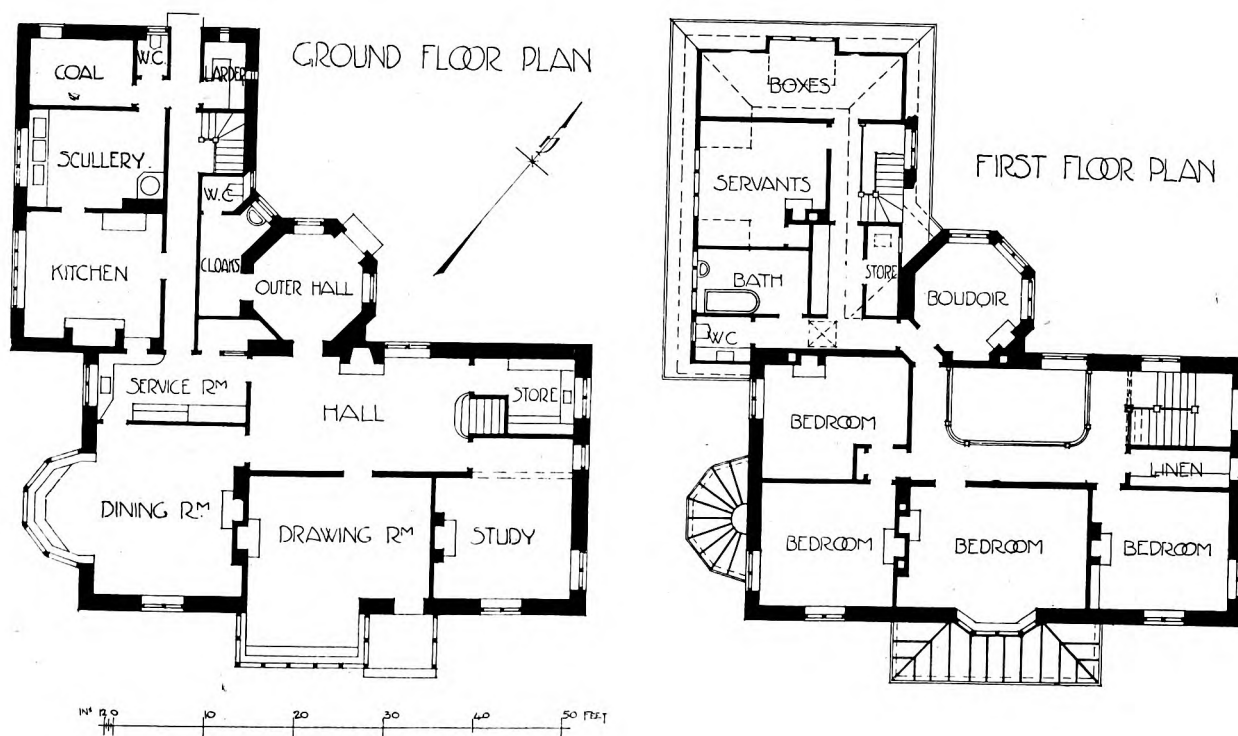 GROUND FLOOR PLAN
COAL
W.C.
LARDER
SCULLERY.
W.C.
KITCHEN
CLOAKS
OUTER HALL
SERVICE RM
HALL
STORE
DINING RM
DRAWING RM
STUDY
INS 12 0 10 20 30 40 50 FEET
FIRST FLOOR PLAN
BOXES
SERVANTS
BATH
STORE
BOUDOIR
WC
BEDROOM
LINEN
BEDROOM
BEDROOM
BEDROOM